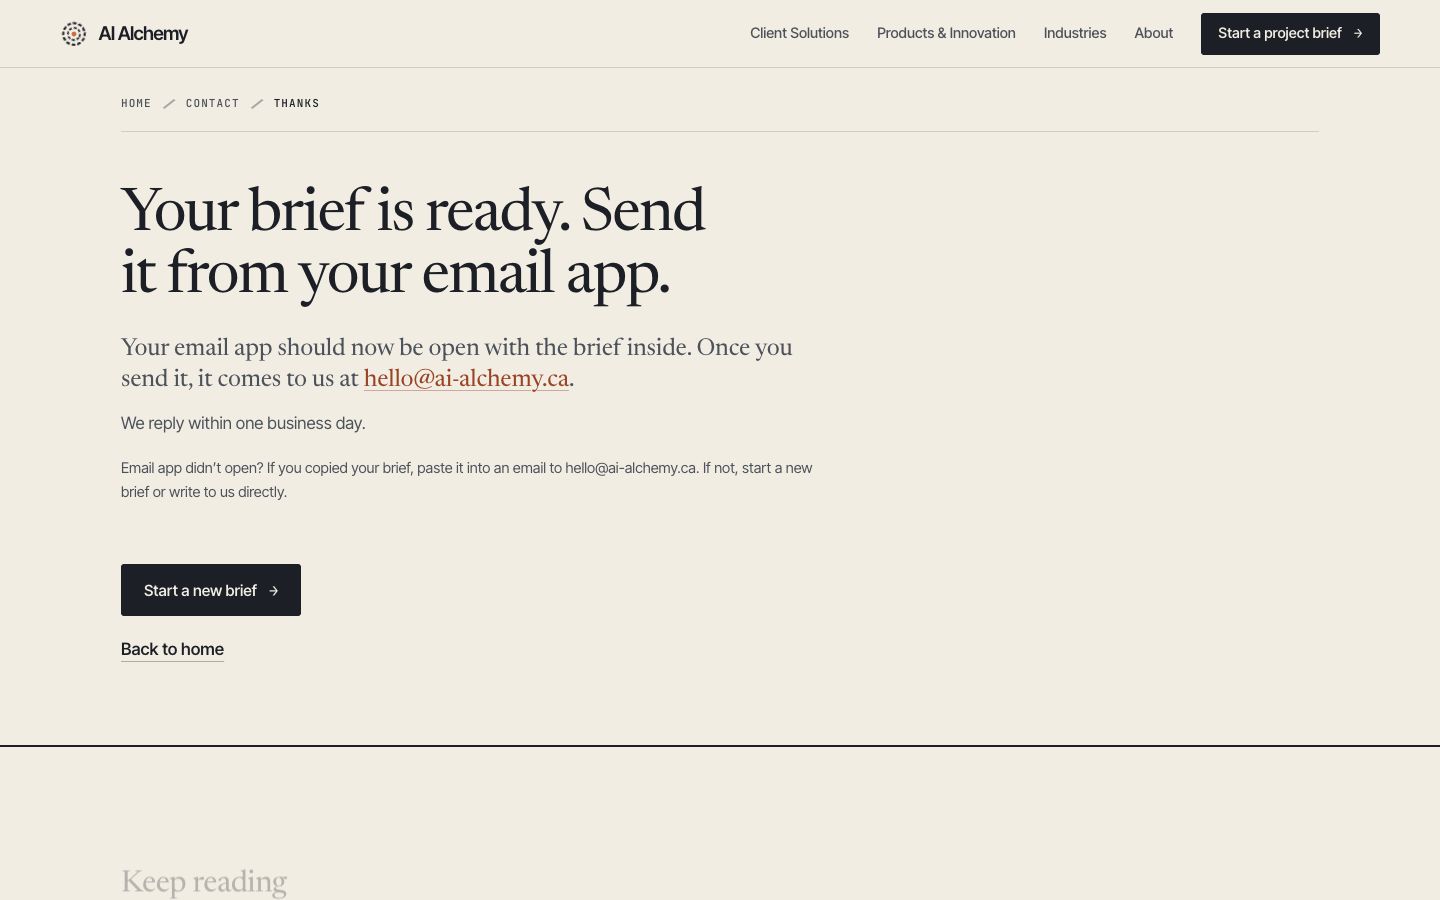 AI Alchemy
Client Solutions
Products & Innovation
Industries
About
Start a project brief →
HOME / CONTACT / THANKS
Your brief is ready. Send
it from your email app.
Your email app should now be open with the brief inside. Once you
send it, it comes to us at hello@ai-alchemy.ca.
We reply within one business day.
Email app didn’t open? If you copied your brief, paste it into an email to hello@ai-alchemy.ca. If not, start a new
brief or write to us directly.
Start a new brief →
Back to home
Keep reading